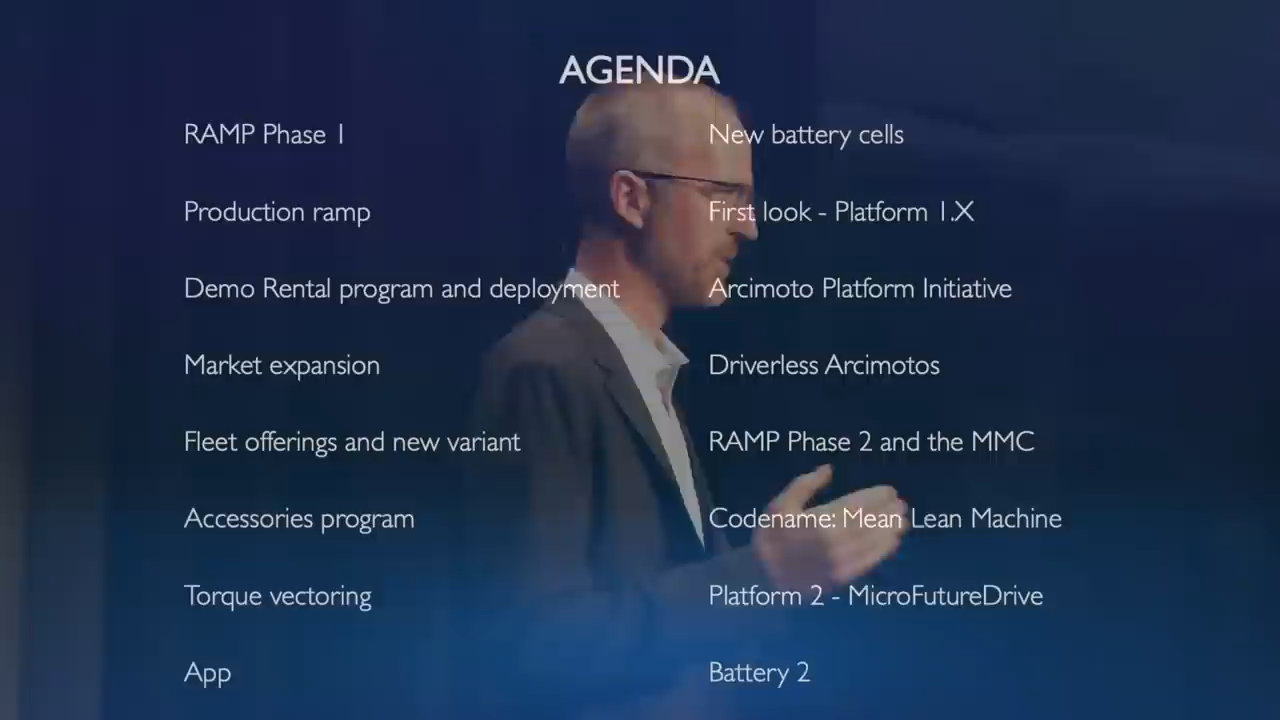 AGENDA
RAMP Phase 1
Production ramp
Demo Rental program and deployment
Market expansion
Fleet offerings and new variant
Accessories program
Torque vectoring
App
New battery cells
First look - Platform 1.X
Arcimoto Platform Initiative
Driverless Arcimotos
RAMP Phase 2 and the MMC
Codename: Mean Lean Machine
Platform 2 - MicroFutureDrive
Battery 2